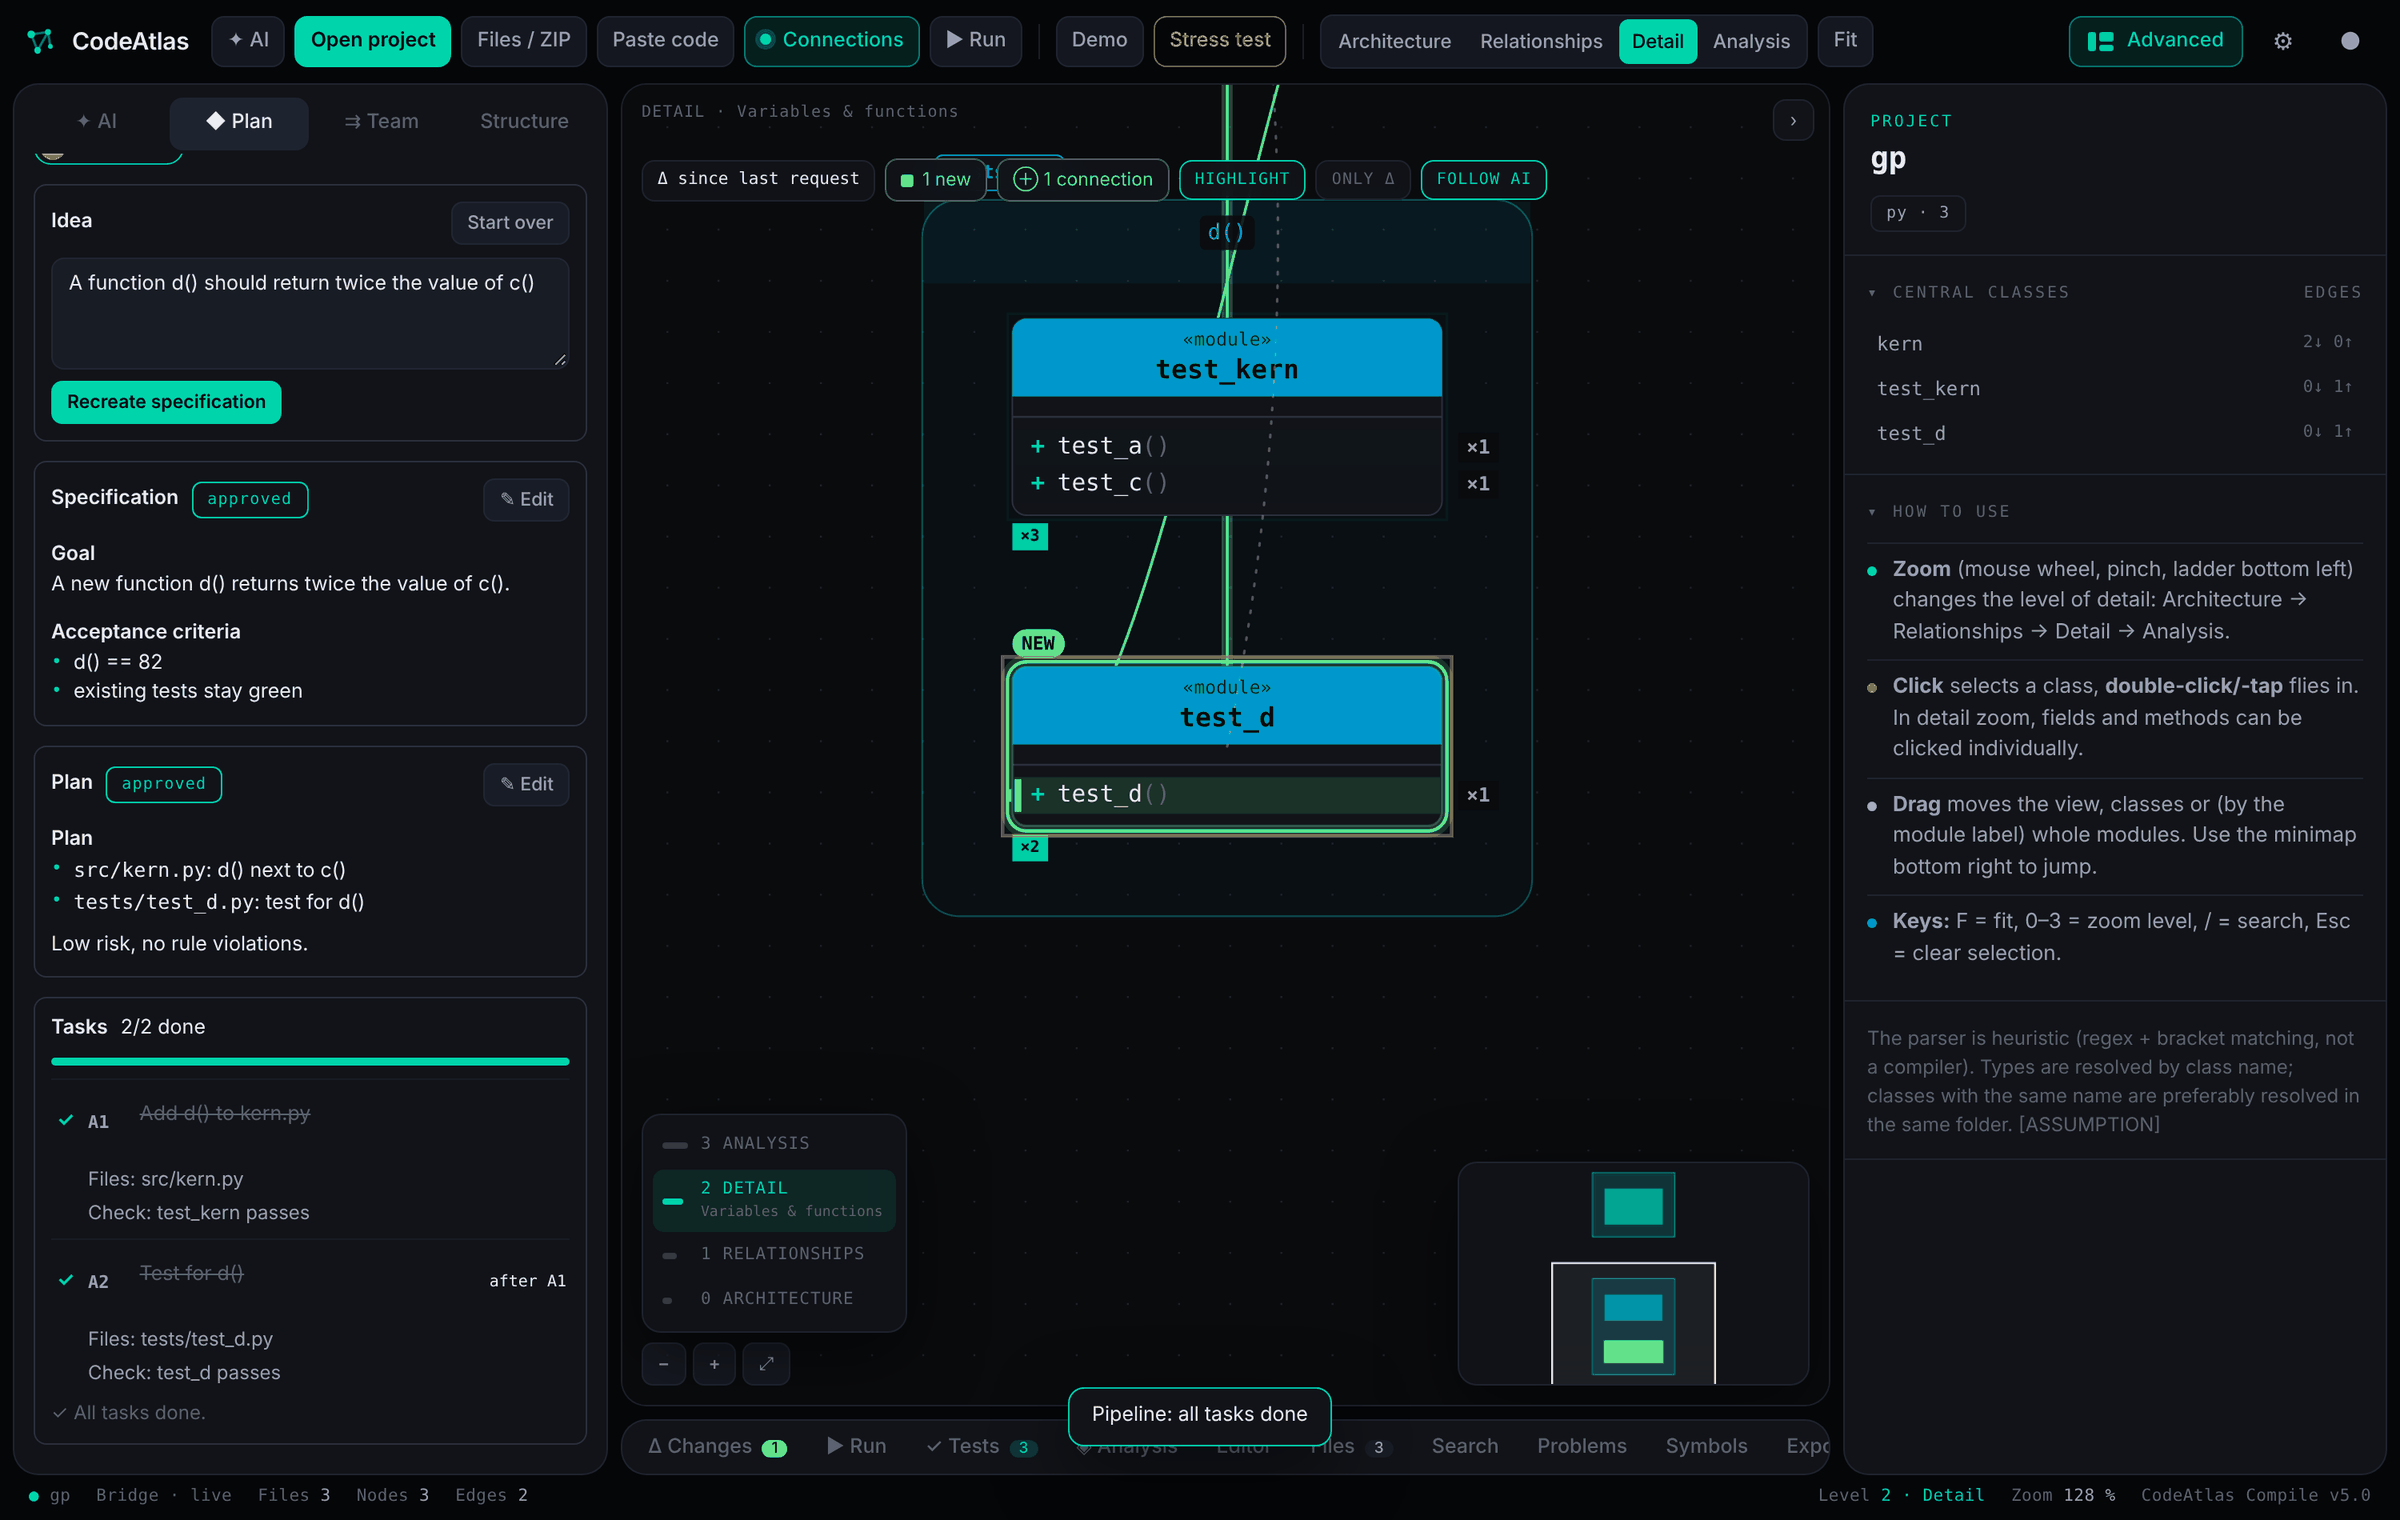 CodeAtlas
✦ AI
Open project
Files / ZIP
Paste code
Connections
▶ Run
Demo
Stress test
Architecture
Relationships
Detail
Analysis
Fit
Advanced
✦ AI
◆ Plan
⇉ Team
Structure
Idea
Start over
A function d() should return twice the value of c()
Recreate specification
Specification
approved
✎ Edit
Goal
A new function d() returns twice the value of c().
Acceptance criteria
• d() == 82
• existing tests stay green
Plan
approved
✎ Edit
Plan
• src/kern.py: d() next to c()
• tests/test_d.py: test for d()
Low risk, no rule violations.
Tasks 2/2 done
✓ A1 Add d() to kern.py
Files: src/kern.py
Check: test_kern passes
✓ A2 Test for d() after A1
Files: tests/test_d.py
Check: test_d passes
✓ All tasks done.
DETAIL · Variables & functions
›
Δ since last request
1 new
1 connection
HIGHLIGHT
ONLY Δ
FOLLOW AI
d()
«module»
test_kern
+ test_a() ×1
+ test_c() ×1
×3
NEW
«module»
test_d
+ test_d() ×1
×2
3 ANALYSIS
2 DETAIL
Variables & functions
1 RELATIONSHIPS
0 ARCHITECTURE
− + ⤢
Pipeline: all tasks done
Δ Changes 1
▶ Run
✓ Tests 3
Analysis
Editor
Files 3
Search
Problems
Symbols
Expo
PROJECT
gp
py · 3
▾ CENTRAL CLASSES EDGES
kern 2↓ 0↑
test_kern 0↓ 1↑
test_d 0↓ 1↑
▾ HOW TO USE
Zoom (mouse wheel, pinch, ladder bottom left)
changes the level of detail: Architecture →
Relationships → Detail → Analysis.
Click selects a class, double-click/-tap flies in.
In detail zoom, fields and methods can be
clicked individually.
Drag moves the view, classes or (by the
module label) whole modules. Use the minimap
bottom right to jump.
Keys: F = fit, 0–3 = zoom level, / = search, Esc
= clear selection.
The parser is heuristic (regex + bracket matching, not
a compiler). Types are resolved by class name;
classes with the same name are preferably resolved in
the same folder. [ASSUMPTION]
gp Bridge · live Files 3 Nodes 3 Edges 2
Level 2 · Detail Zoom 128 % CodeAtlas Compile v5.0